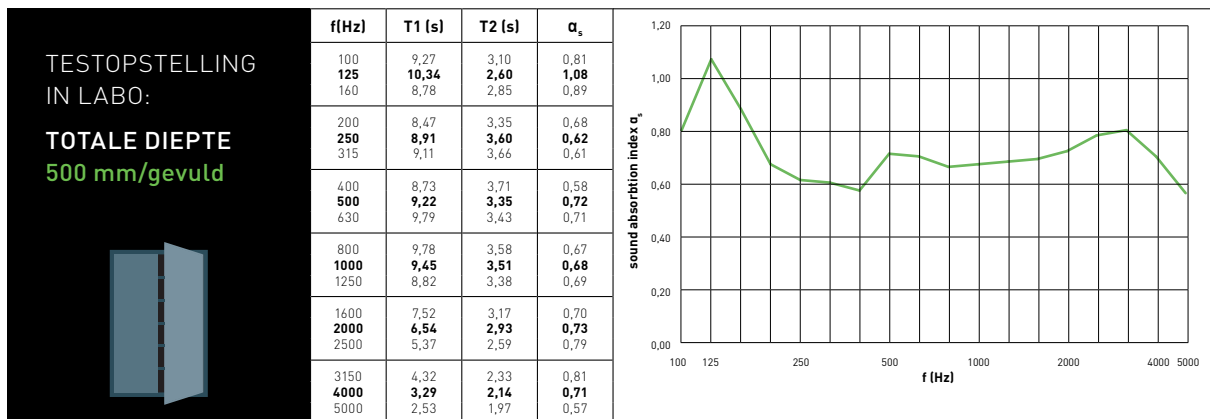 TESTOPSTELLING
IN LABO:
TOTALE DIEPTE
500 mm/gevuld
f(Hz) T1 (s) T2 (s) αs
100 9,27 3,10 0,81
125 10,34 2,60 1,08
160 8,78 2,85 0,89
200 8,47 3,35 0,68
250 8,91 3,60 0,62
315 9,11 3,66 0,61
400 8,73 3,71 0,58
500 9,22 3,35 0,72
630 9,79 3,43 0,71
800 9,78 3,58 0,67
1000 9,45 3,51 0,68
1250 8,82 3,38 0,69
1600 7,52 3,17 0,70
2000 6,54 2,93 0,73
2500 5,37 2,59 0,79
3150 4,32 2,33 0,81
4000 3,29 2,14 0,71
5000 2,53 1,97 0,57
sound absorbtion index αs
1,20
1,00
0,80
0,60
0,40
0,20
0,00
100 125 250 500 1000 2000 4000 5000
f (Hz)